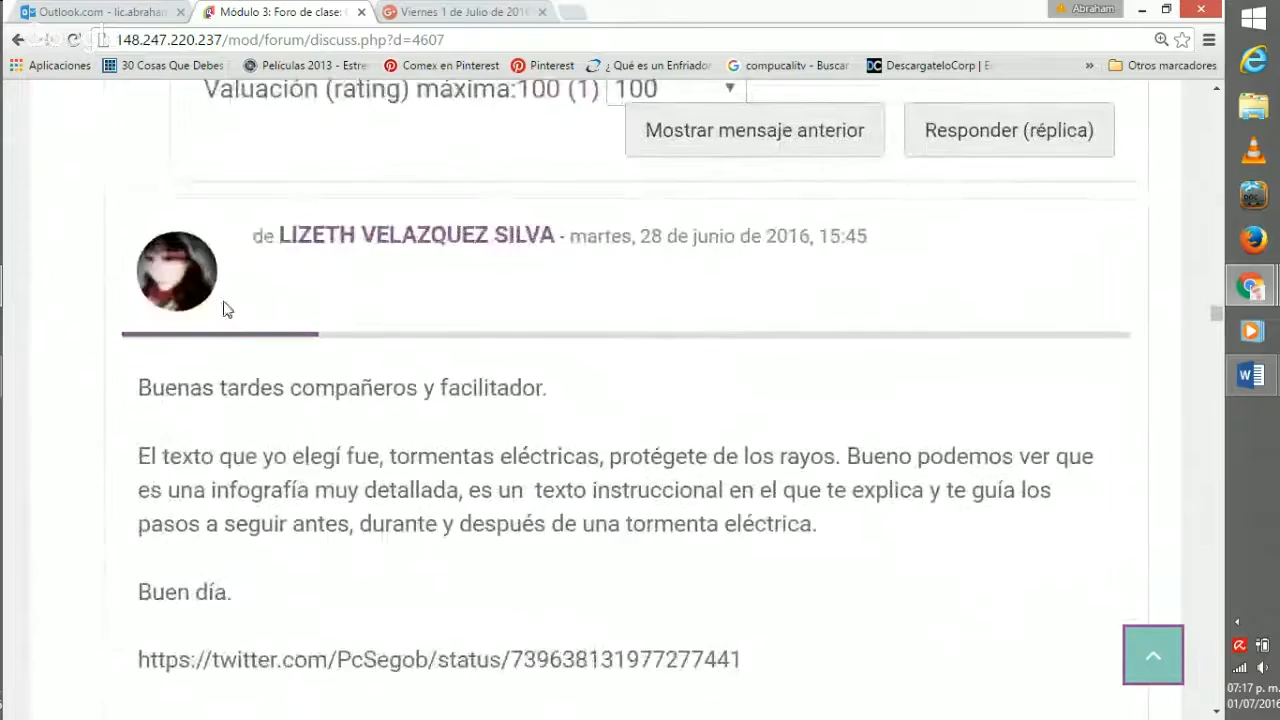 Outlook.com - lic.abraham
Módulo 3: Foro de clase:
Viernes 1 de Julio de 2016
Abraham
148.247.220.237/mod/forum/discuss.php?d=4607
Aplicaciones
30 Cosas Que Debes
Películas 2013 - Estre
Comex en Pinterest
Pinterest
¿ Qué es un Enfriador
compucality - Buscar
DescargateloCorp | E
»
Otros marcadores
Valuación (rating) máxima:100 (1) 100
Mostrar mensaje anterior
Responder (réplica)
de LIZETH VELAZQUEZ SILVA - martes, 28 de junio de 2016, 15:45
Buenas tardes compañeros y facilitador.
El texto que yo elegí fue, tormentas eléctricas, protégete de los rayos. Bueno podemos ver que
es una infografía muy detallada, es un texto instruccional en el que te explica y te guía los
pasos a seguir antes, durante y después de una tormenta eléctrica.
Buen día.
https://twitter.com/PcSegob/status/739638131977277441
07:17 p. m.
01/07/2016